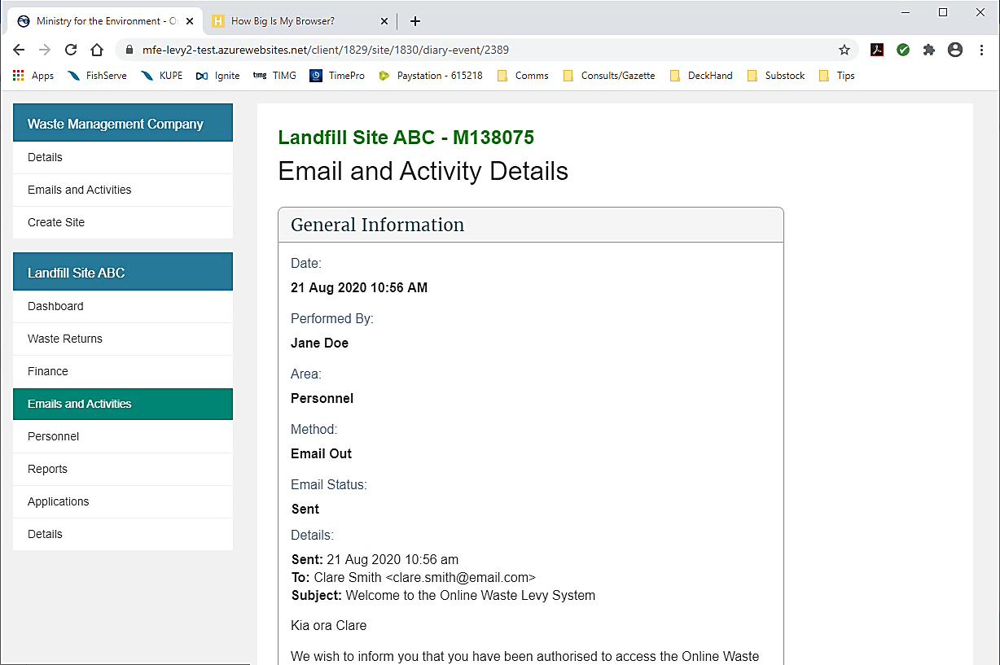 Ministry for the Environment - O
How Big Is My Browser?
mfe-levy2-test.azurewebsites.net/client/1829/site/1830/diary-event/2389
Apps
FishServe
KUPE
Ignite
timg TIMG
TimePro
Paystation - 615218
Comms
Consults/Gazette
DeckHand
Substock
Tips
Waste Management Company
Details
Emails and Activities
Create Site
Landfill Site ABC
Dashboard
Waste Returns
Finance
Emails and Activities
Personnel
Reports
Applications
Details
Landfill Site ABC - M138075
Email and Activity Details
General Information
Date:
21 Aug 2020 10:56 AM
Performed By:
Jane Doe
Area:
Personnel
Method:
Email Out
Email Status:
Sent
Details:
Sent: 21 Aug 2020 10:56 am
To: Clare Smith <clare.smith@email.com>
Subject: Welcome to the Online Waste Levy System
Kia ora Clare
We wish to inform you that you have been authorised to access the Online Waste